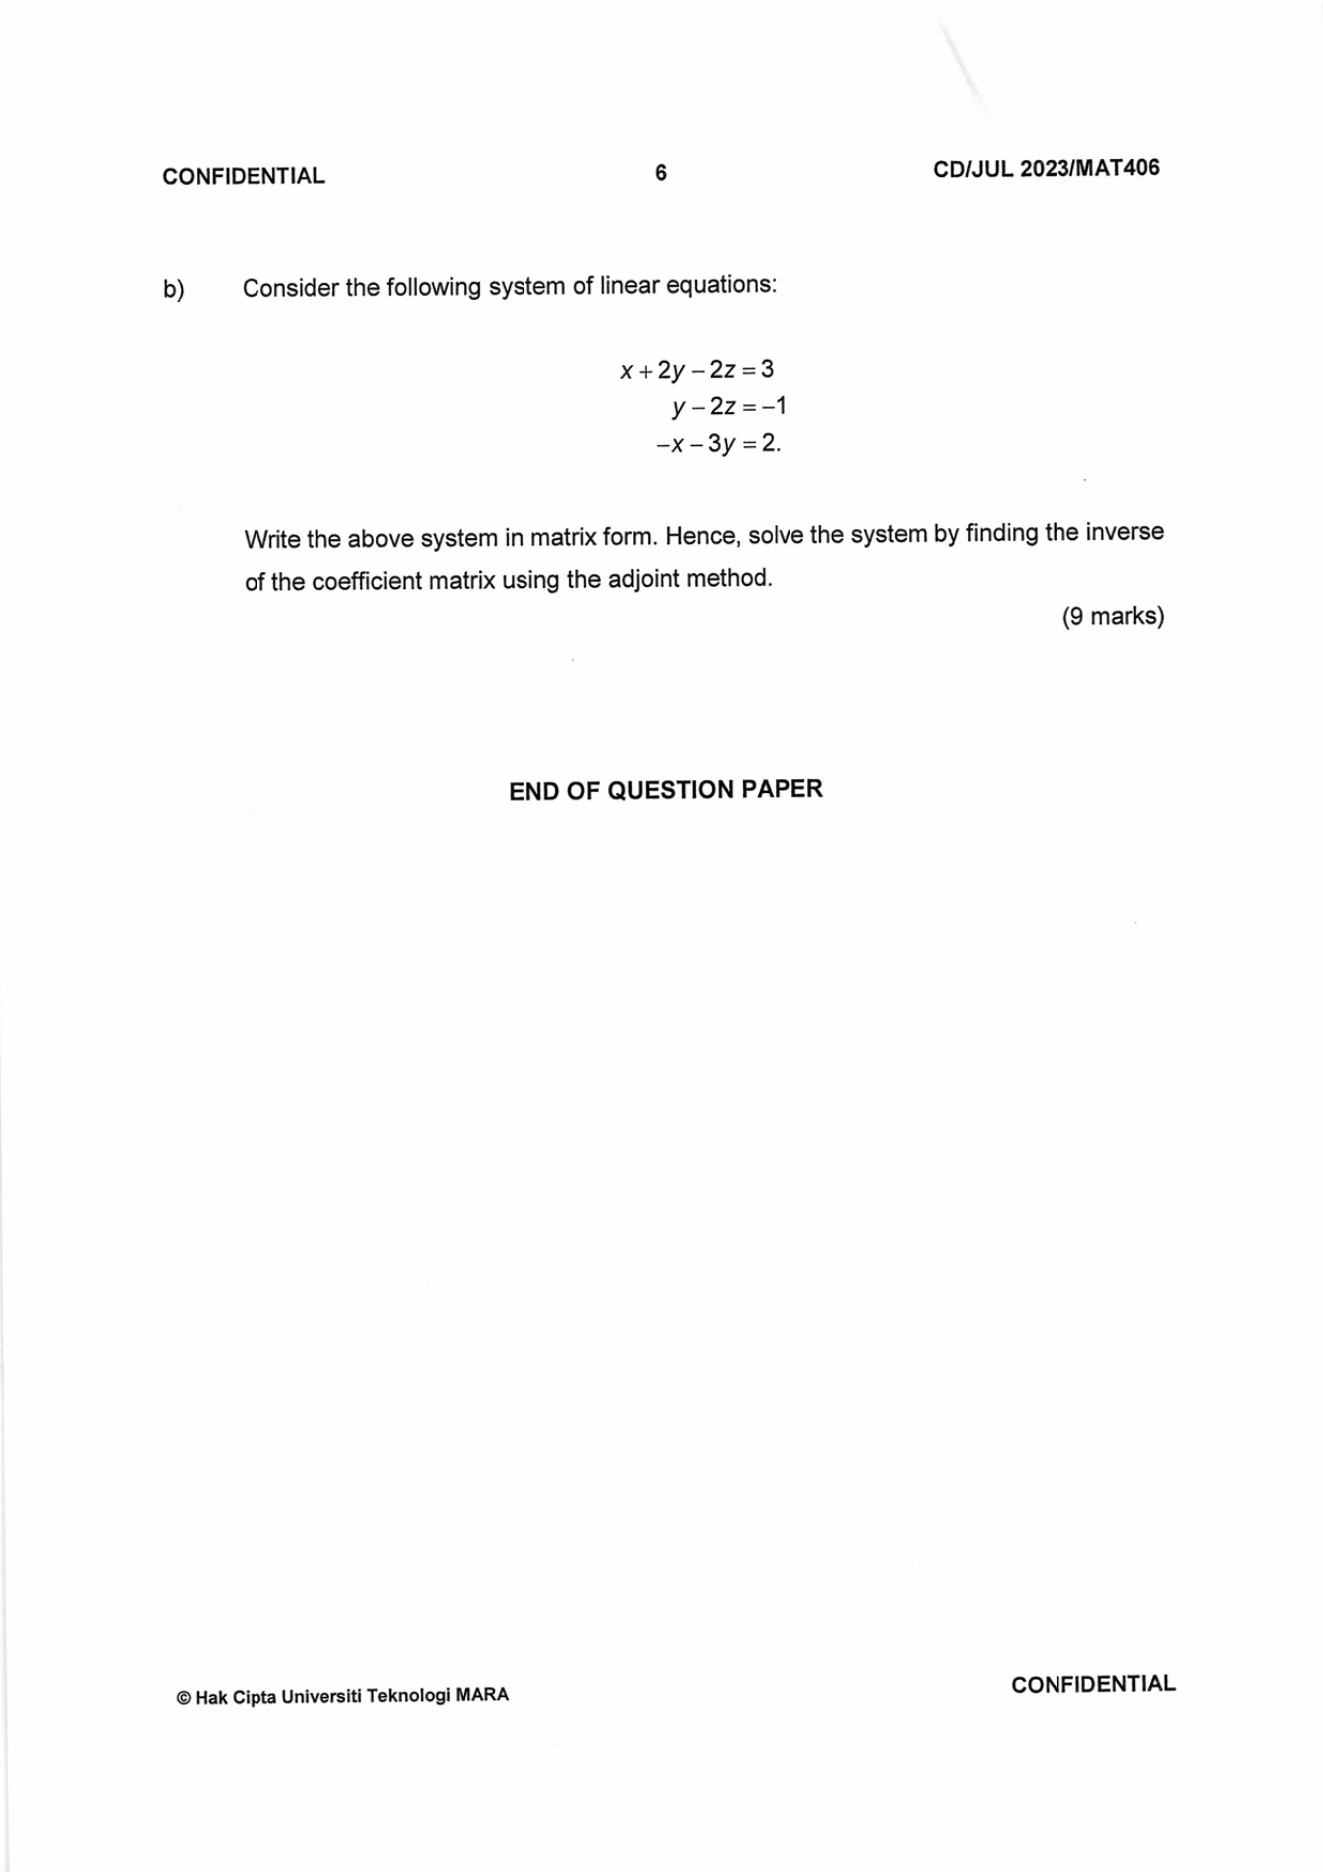 CONFIDENTIAL 6 CD/JUL 2023/MAT406
b) Consider the following system of linear equations:
x + 2y – 2z = 3
y – 2z = –1
–x – 3y = 2.
Write the above system in matrix form. Hence, solve the system by finding the inverse
of the coefficient matrix using the adjoint method.
(9 marks)
END OF QUESTION PAPER
© Hak Cipta Universiti Teknologi MARA CONFIDENTIAL